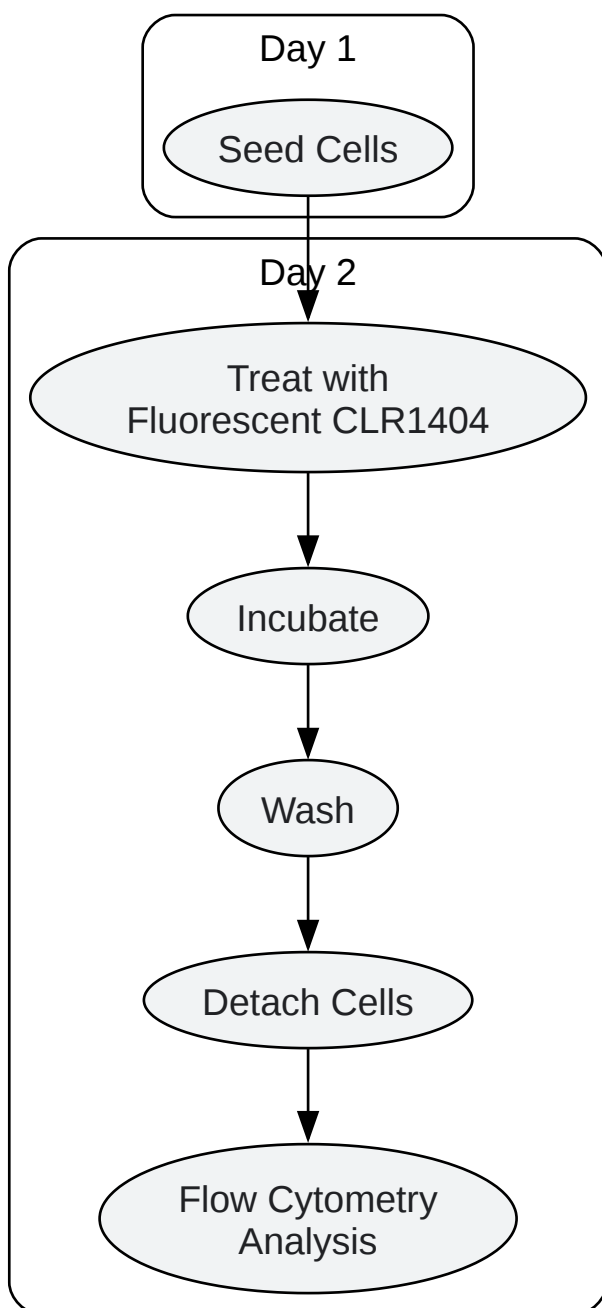 Day 1
Seed Cells
Day 2
Treat with
Fluorescent CLR1404
Incubate
Wash
Detach Cells
Flow Cytometry
Analysis